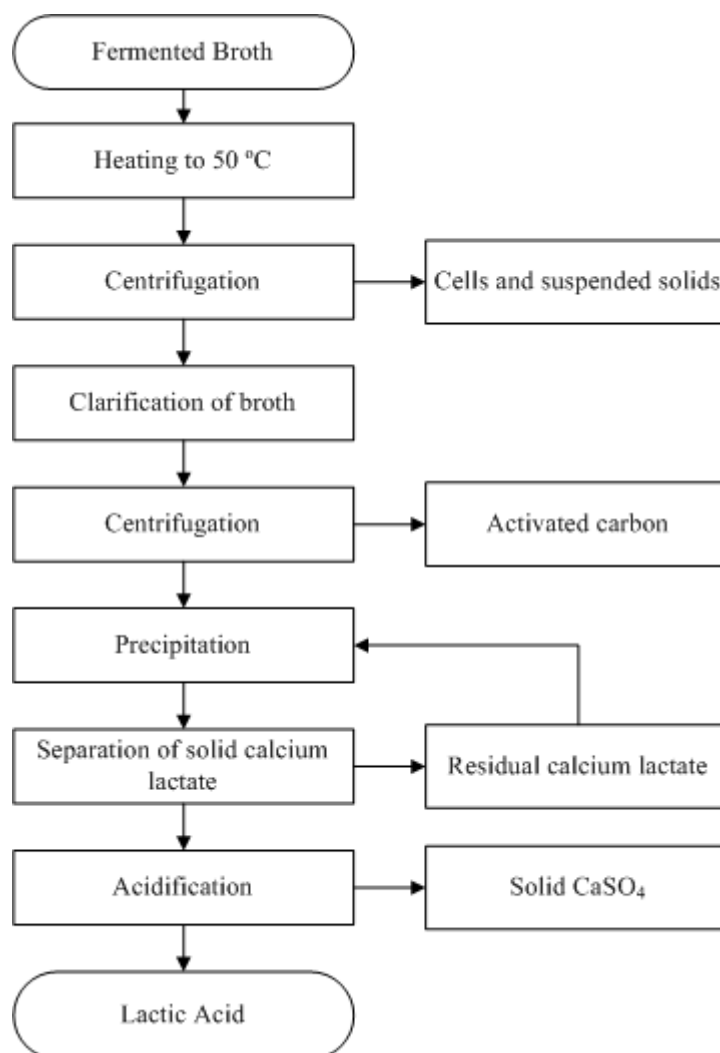 Fermented Broth
Heating to 50 ºC
Centrifugation
Cells and suspended solids
Clarification of broth
Centrifugation
Activated carbon
Precipitation
Separation of solid calcium
lactate
Residual calcium lactate
Acidification
Solid CaSO₄
Lactic Acid